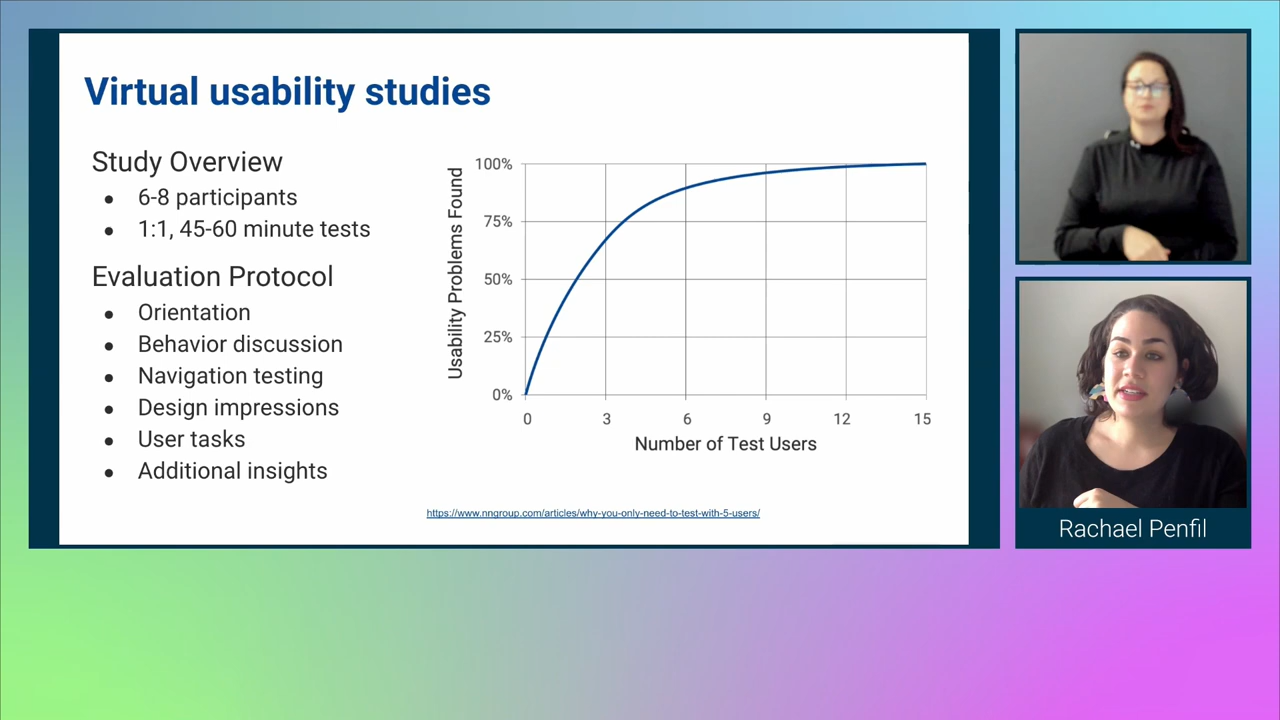 Virtual usability studies
Study Overview
● 6-8 participants
● 1:1, 45-60 minute tests
Evaluation Protocol
● Orientation
● Behavior discussion
● Navigation testing
● Design impressions
● User tasks
● Additional insights
Usability Problems Found
100%
75%
50%
25%
0%
0 3 6 9 12 15
Number of Test Users
https://www.nngroup.com/articles/why-you-only-need-to-test-with-5-users/
Rachael Penfil